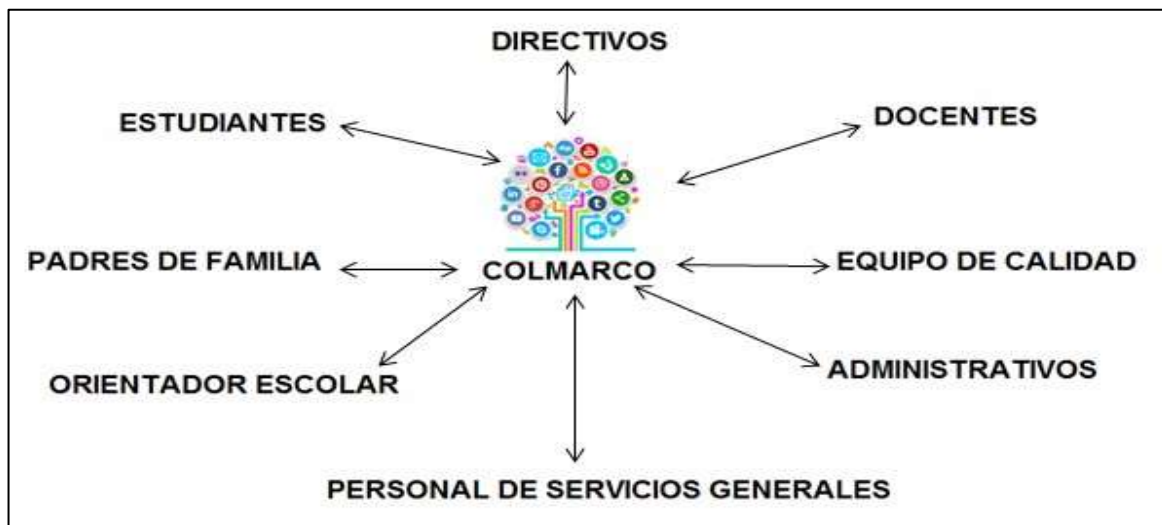 DIRECTIVOS
ESTUDIANTES
DOCENTES
PADRES DE FAMILIA
COLMARCO
EQUIPO DE CALIDAD
ORIENTADOR ESCOLAR
ADMINISTRATIVOS
PERSONAL DE SERVICIOS GENERALES